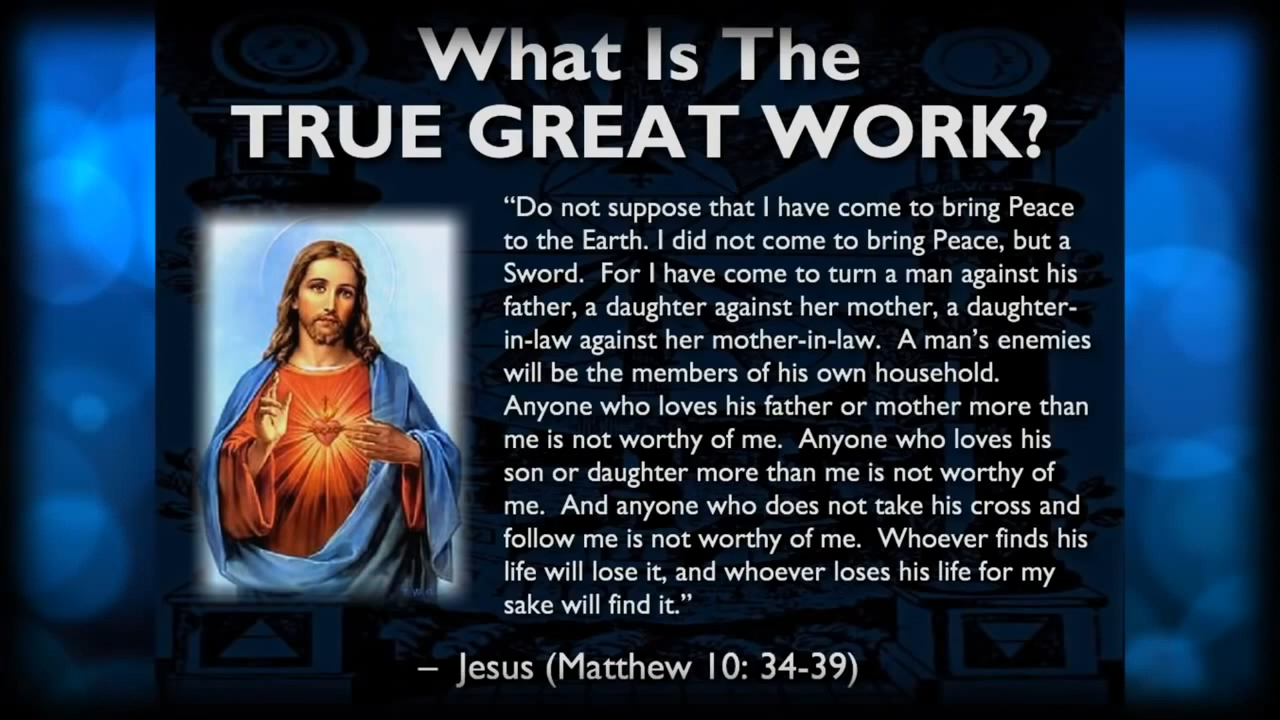 What Is The
TRUE GREAT WORK?
“Do not suppose that I have come to bring Peace
to the Earth. I did not come to bring Peace, but a
Sword.  For I have come to turn a man against his
father, a daughter against her mother, a daughter-
in-law against her mother-in-law.  A man’s enemies
will be the members of his own household.
Anyone who loves his father or mother more than
me is not worthy of me.  Anyone who loves his
son or daughter more than me is not worthy of
me.  And anyone who does not take his cross and
follow me is not worthy of me.  Whoever finds his
life will lose it, and whoever loses his life for my
sake will find it.”
–  Jesus (Matthew 10: 34-39)